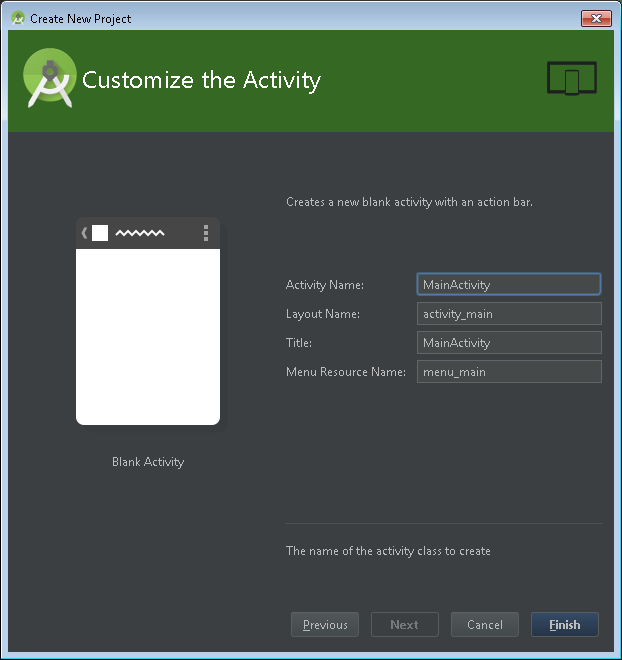 Create New Project
Customize the Activity
Creates a new blank activity with an action bar.
Activity Name: MainActivity
Layout Name: activity_main
Title: MainActivity
Menu Resource Name: menu_main
Blank Activity
The name of the activity class to create
Previous Next Cancel Finish